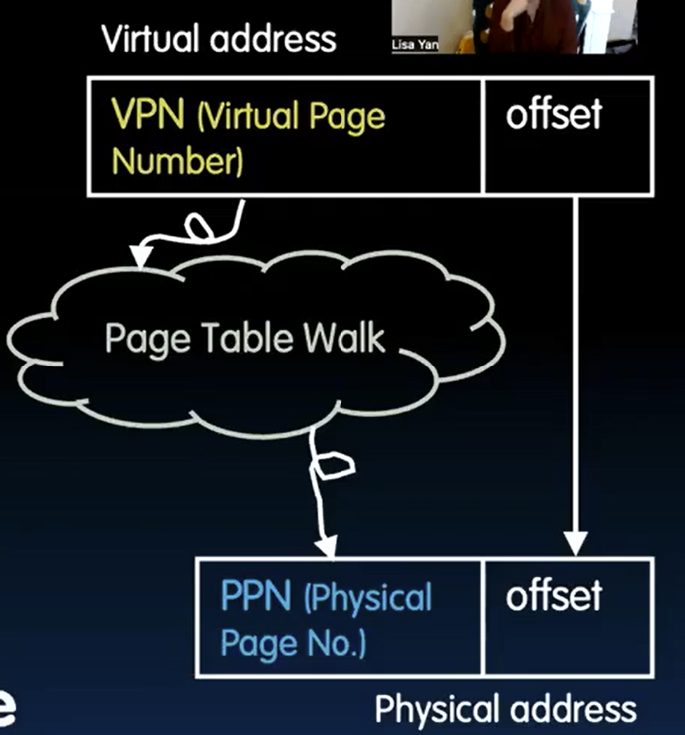 Virtual address
Lisa Yan
VPN (Virtual Page
Number)
offset
Page Table Walk
PPN (Physical
Page No.)
offset
e
Physical address